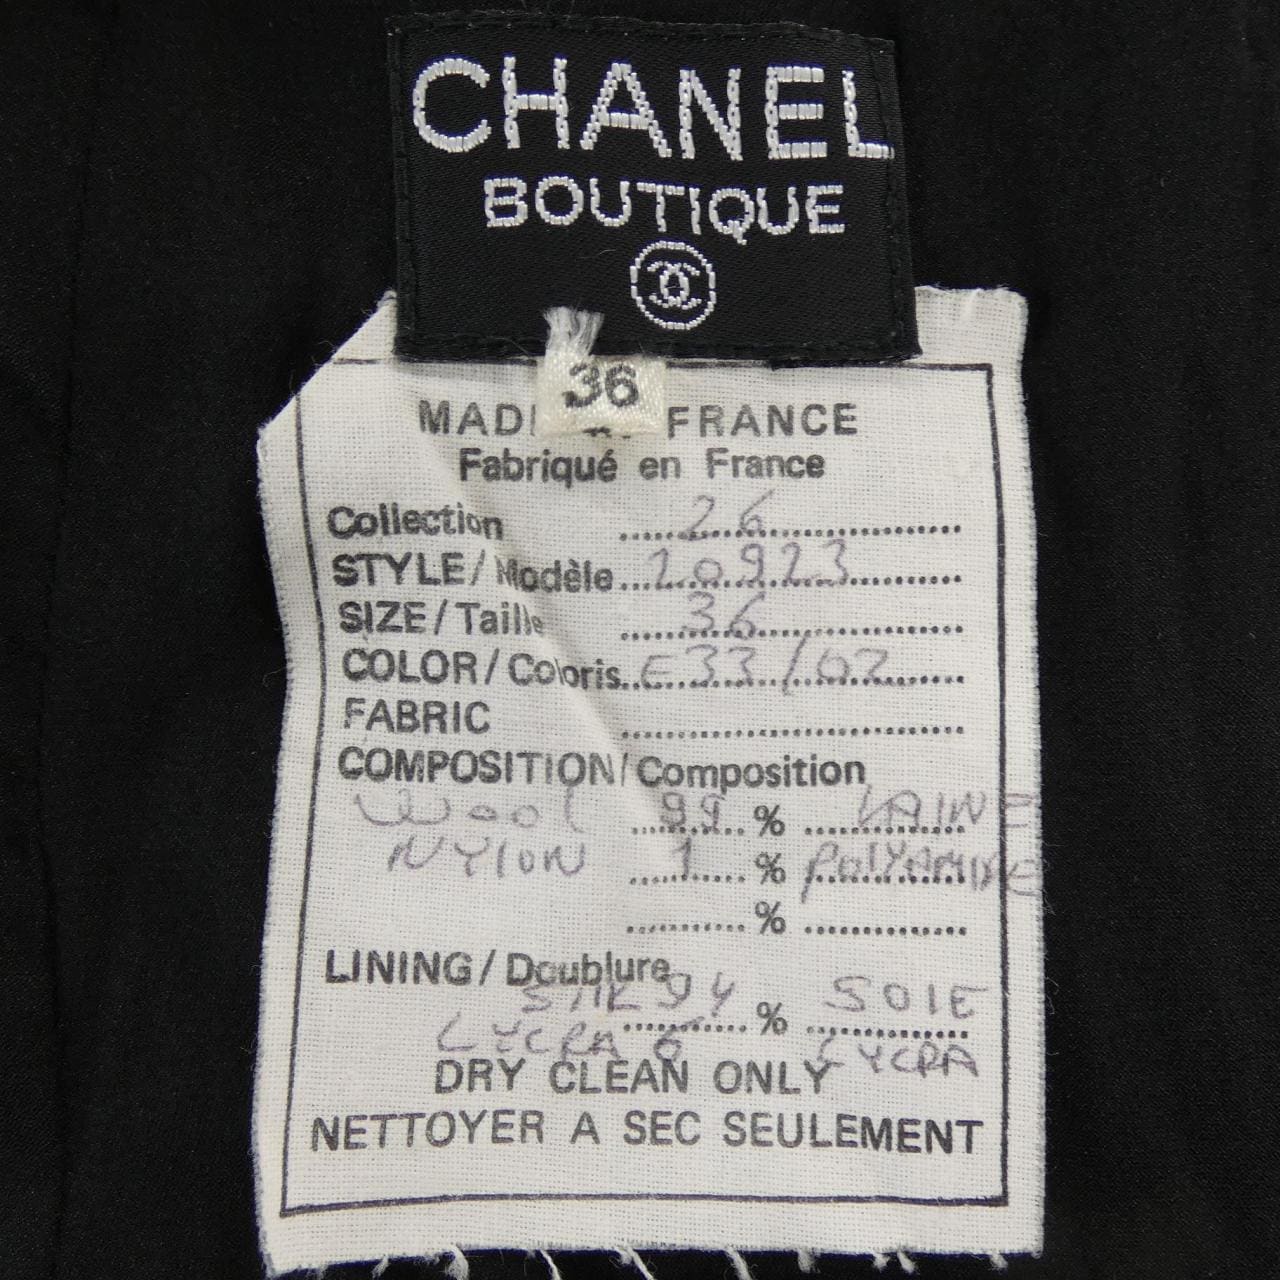 CHANEL
BOUTIQUE
36
MADE FRANCE
Fabriqué en France
Collection 26
STYLE/Modèle 20923
SIZE/Taille 36
COLOR/Coloris E33/02
FABRIC
COMPOSITION/Composition
WOOL 99 % LAINE
NYLON 1 % POLYAMIDE
%
LINING/Doublure
SILK 94 % SOIE
LYCRA 6 LYCRA
DRY CLEAN ONLY
NETTOYER A SEC SEULEMENT